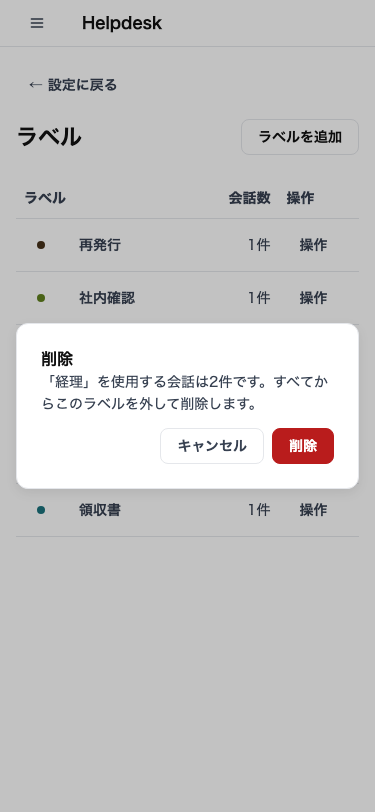 Helpdesk
← 設定に戻る
ラベル
ラベルを追加
ラベル 会話数 操作
再発行 1件 操作
社内確認 1件 操作
削除
「経理」を使用する会話は2件です。すべてか
らこのラベルを外して削除します。
キャンセル 削除
領収書 1件 操作